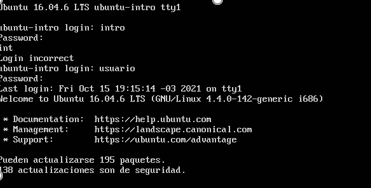 Ubuntu 16.04.6 LTS ubuntu-intro tty1
ubuntu-intro login: intro
Password:
int
Login incorrect
ubuntu-intro login: usuario
Password:
Last login: Fri Oct 15 19:15:14 -03 2021 on tty1
Welcome to Ubuntu 16.04.6 LTS (GNU/Linux 4.4.0-142-generic i686)
* Documentation: https://help.ubuntu.com
* Management: https://landscape.canonical.com
* Support: https://ubuntu.com/advantage
Pueden actualizarse 195 paquetes.
138 actualizaciones son de seguridad.